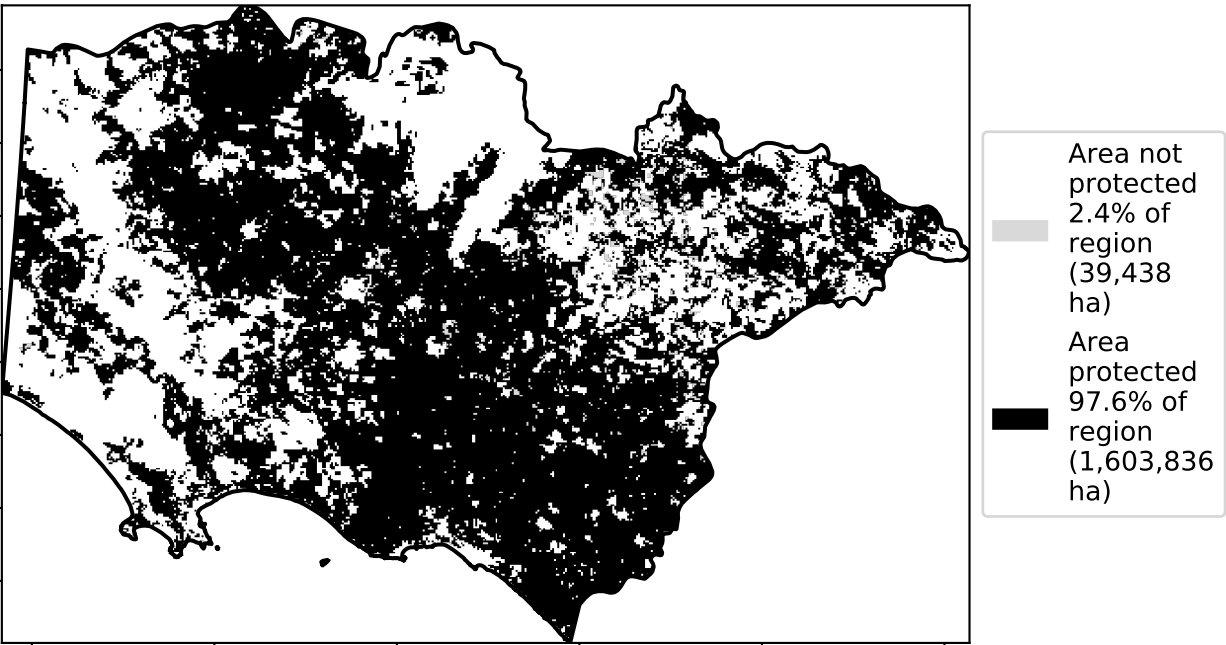 Area not
protected
2.4% of
region
(39,438
ha)
Area
protected
97.6% of
region
(1,603,836
ha)